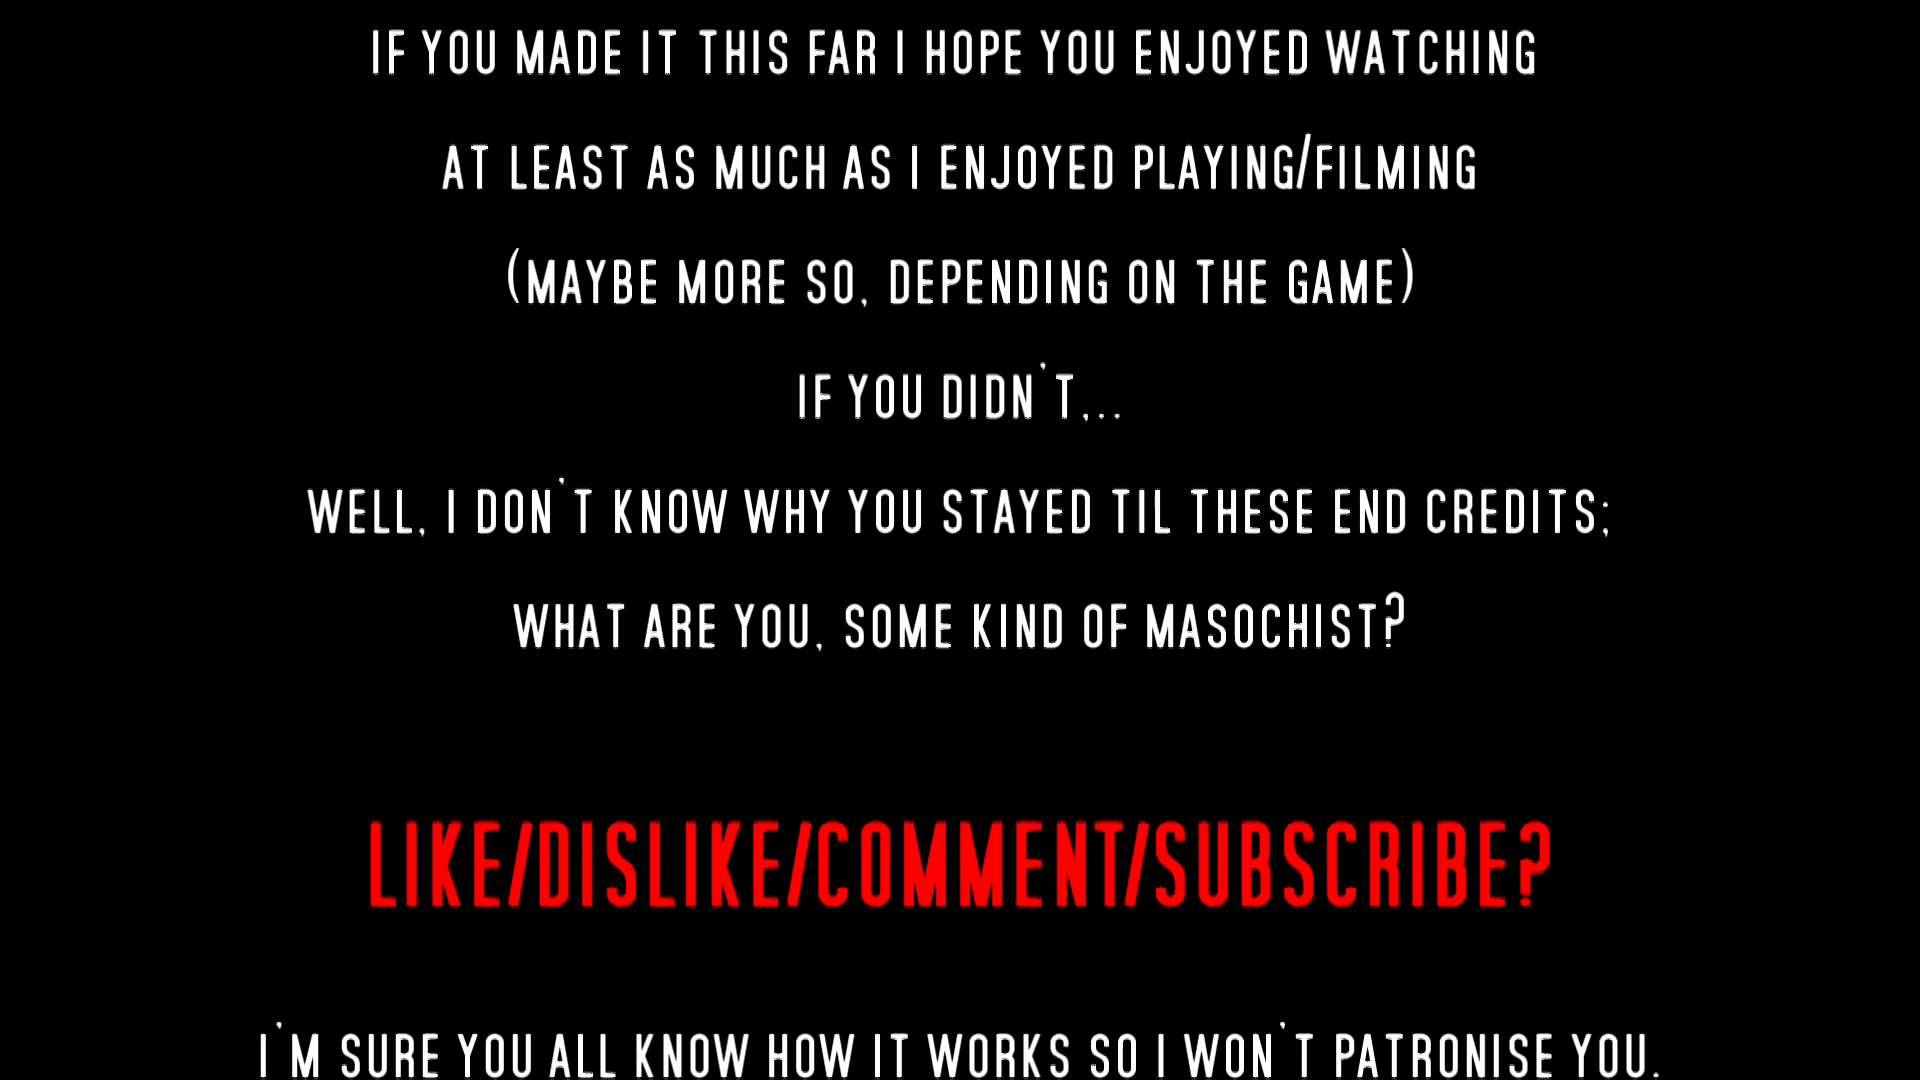 IF YOU MADE IT THIS FAR I HOPE YOU ENJOYED WATCHING
AT LEAST AS MUCH AS I ENJOYED PLAYING/FILMING
(MAYBE MORE SO, DEPENDING ON THE GAME)
IF YOU DIDN'T,..
WELL, I DON'T KNOW WHY YOU STAYED TIL THESE END CREDITS;
WHAT ARE YOU, SOME KIND OF MASOCHIST?
LIKE/DISLIKE/COMMENT/SUBSCRIBE?
I'M SURE YOU ALL KNOW HOW IT WORKS SO I WON'T PATRONISE YOU.